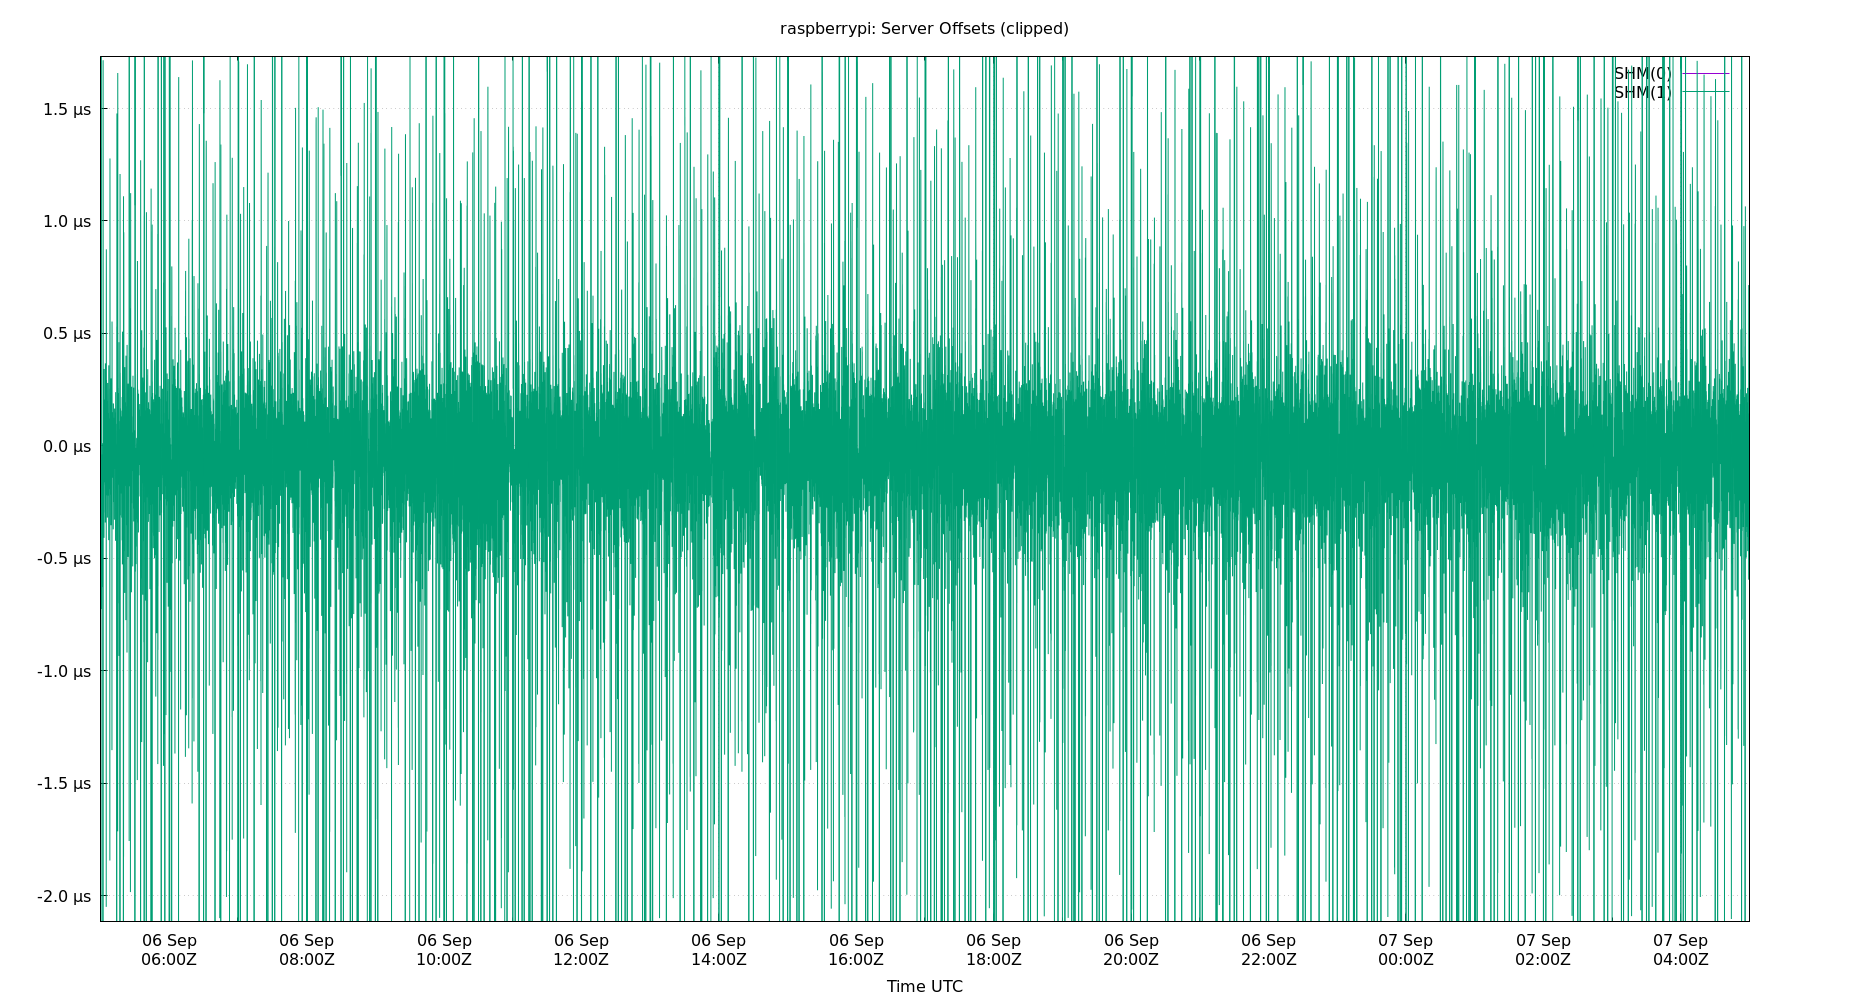 raspberrypi: Server Offsets (clipped)
SHM(0)
SHM(1)
1.5 µs
1.0 µs
0.5 µs
0.0 µs
-0.5 µs
-1.0 µs
-1.5 µs
-2.0 µs
06 Sep 06 Sep 06 Sep 06 Sep 06 Sep 06 Sep 06 Sep 06 Sep 06 Sep 07 Sep 07 Sep 07 Sep
06:00Z 08:00Z 10:00Z 12:00Z 14:00Z 16:00Z 18:00Z 20:00Z 22:00Z 00:00Z 02:00Z 04:00Z
Time UTC